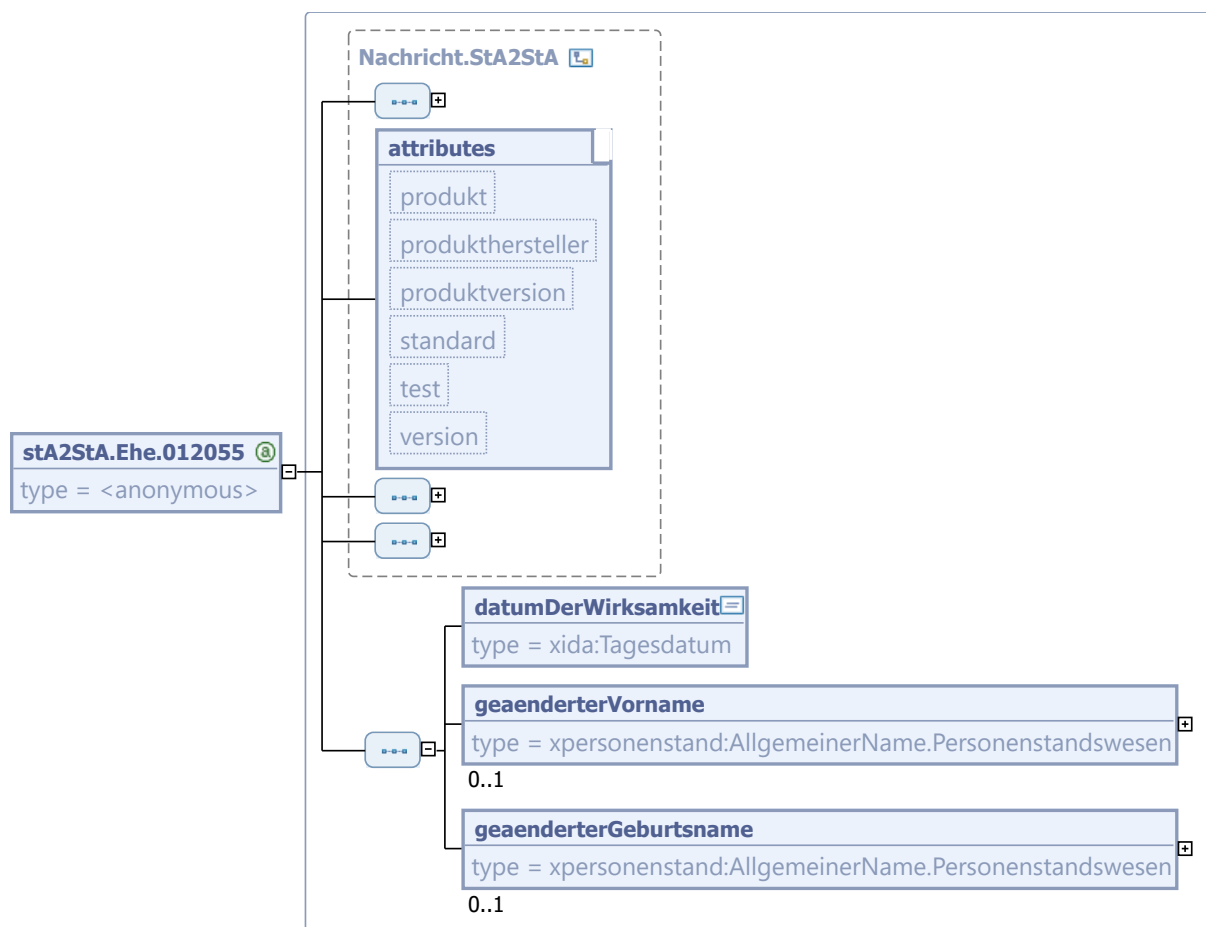 Nachricht.StA2StA
attributes
produkt
produkthersteller
produktversion
standard
test
version
stA2StA.Ehe.012055
type = <anonymous>
datumDerWirksamkeit
type = xida:Tagesdatum
geaenderterVorname
type = xpersonenstand:AllgemeinerName.Personenstandswesen
0..1
geaenderterGeburtsname
type = xpersonenstand:AllgemeinerName.Personenstandswesen
0..1